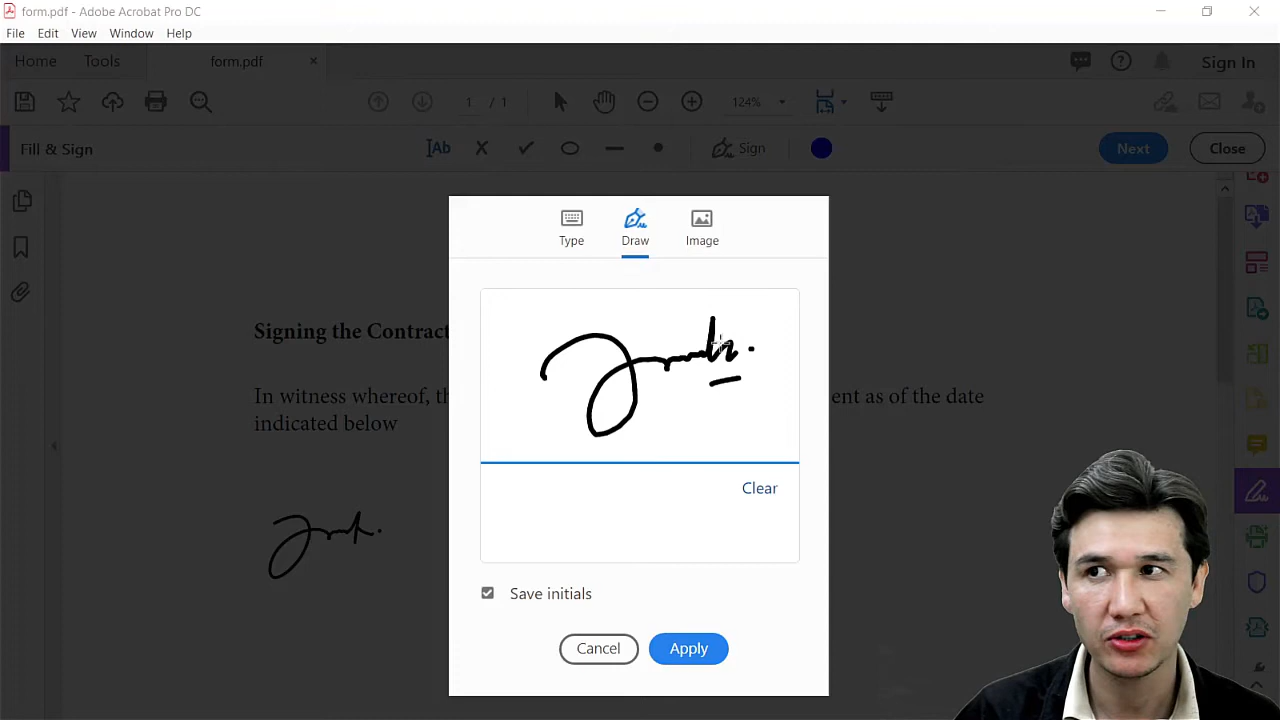 form.pdf - Adobe Acrobat Pro DC
File Edit View Window Help
Home Tools form.pdf Sign In
1 / 1 124%
Fill & Sign Ab Sign Next Close
Type Draw Image
Signing the Contract
In witness whereof, th ent as of the date
indicated below
Clear
Save initials
Cancel Apply